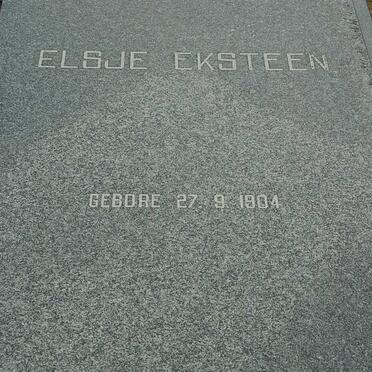 ELSJE EKSTEEN
GEBORE 27. 9. 1904